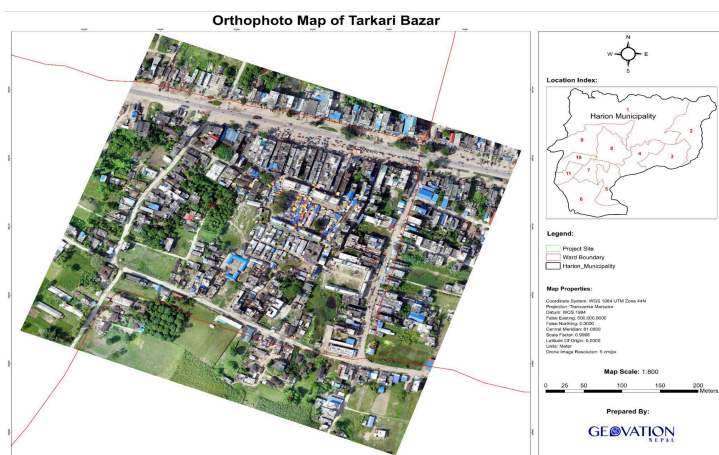 Orthophoto Map of Tarkari Bazar
N
W E
S
Location Index:
1
Harion Municipality
2
9
8
4
3
10
7
11
5
6
Legend:
Project Site
Ward Boundary
Harion_Municipality
Map Properties:
Coordinate System: WGS 1984 UTM Zone 44N
Projection: Transverse Mercator
Datum: WGS 1984
False Easting: 500,000.0000
False Northing: 0.0000
Central Meridian: 81.0000
Scale Factor: 0.9996
Latitude Of Origin: 0.0000
Units: Meter
Drone Image Resolution: 5 cm/px
Map Scale: 1:800
0 25 50 100 150 200
Meters
Prepared By:
GEOVATION
NEPAL